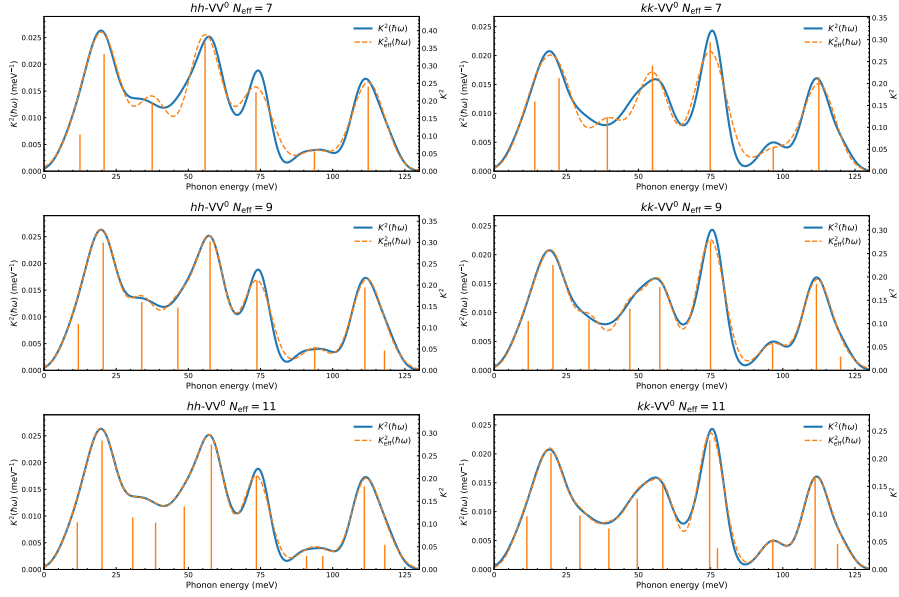 hh-VV⁰ N_eff = 7
K²(ħω) (meV⁻¹)
0.000
0.005
0.010
0.015
0.020
0.025
K²(ħω)
K²_eff(ħω)
0.00
0.05
0.10
0.15
0.20
0.25
0.30
0.35
0.40
K²
0 25 50 75 100 125
Phonon energy (meV)
kk-VV⁰ N_eff = 7
K²(ħω) (meV⁻¹)
0.000
0.005
0.010
0.015
0.020
0.025
K²(ħω)
K²_eff(ħω)
0.00
0.05
0.10
0.15
0.20
0.25
0.30
0.35
K²
0 25 50 75 100 125
Phonon energy (meV)
hh-VV⁰ N_eff = 9
K²(ħω) (meV⁻¹)
0.000
0.005
0.010
0.015
0.020
0.025
K²(ħω)
K²_eff(ħω)
0.00
0.05
0.10
0.15
0.20
0.25
0.30
0.35
K²
0 25 50 75 100 125
Phonon energy (meV)
kk-VV⁰ N_eff = 9
K²(ħω) (meV⁻¹)
0.000
0.005
0.010
0.015
0.020
0.025
K²(ħω)
K²_eff(ħω)
0.00
0.05
0.10
0.15
0.20
0.25
0.30
K²
0 25 50 75 100 125
Phonon energy (meV)
hh-VV⁰ N_eff = 11
K²(ħω) (meV⁻¹)
0.000
0.005
0.010
0.015
0.020
0.025
K²(ħω)
K²_eff(ħω)
0.00
0.05
0.10
0.15
0.20
0.25
0.30
K²
0 25 50 75 100 125
Phonon energy (meV)
kk-VV⁰ N_eff = 11
K²(ħω) (meV⁻¹)
0.000
0.005
0.010
0.015
0.020
0.025
K²(ħω)
K²_eff(ħω)
0.00
0.05
0.10
0.15
0.20
0.25
K²
0 25 50 75 100 125
Phonon energy (meV)